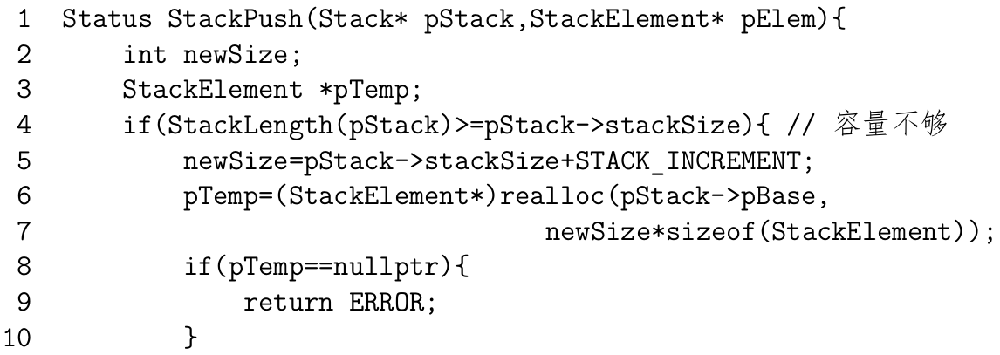 1 Status StackPush(Stack* pStack,StackElement* pElem){
2     int newSize;
3     StackElement *pTemp;
4     if(StackLength(pStack)>=pStack->stackSize){ // 容量不够
5         newSize=pStack->stackSize+STACK_INCREMENT;
6         pTemp=(StackElement*)realloc(pStack->pBase,
7                                 newSize*sizeof(StackElement));
8         if(pTemp==nullptr){
9             return ERROR;
10         }